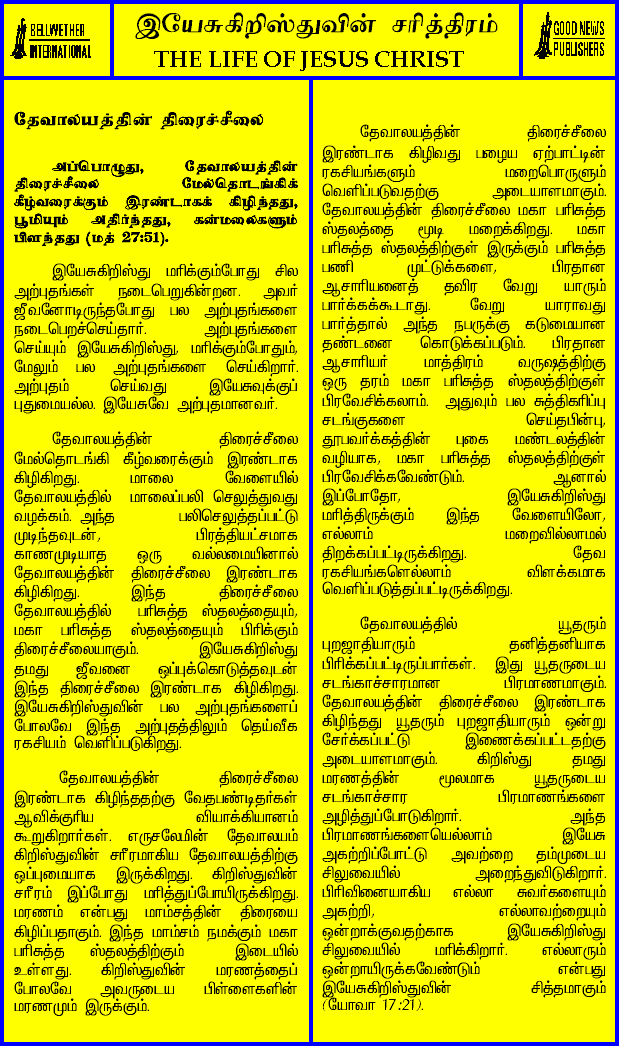 BELLWETHER
INTERNATIONAL
இயேசுகிறிஸ்துவின் சரித்திரம்
THE LIFE OF JESUS CHRIST
GOOD NEWS
PUBLISHERS
தேவாலயத்தின் திரைச்சீலை
அப்பொழுது, தேவாலயத்தின்
திரைச்சீலை மேல்தொடங்கிக்
கீழ்வரைக்கும் இரண்டாகக் கிழிந்தது,
பூமியும் அதிர்ந்தது, கன்மலைகளும்
பிளந்தது (மத் 27:51).
இயேசுகிறிஸ்து மரிக்கும்போது சில
அற்புதங்கள் நடைபெறுகின்றன. அவர்
ஜீவனோடிருந்தபோது பல அற்புதங்களை
நடைபெறச்செய்தார். அற்புதங்களை
செய்யும் இயேசுகிறிஸ்து, மரிக்கும்போதும்,
மேலும் பல அற்புதங்களை செய்கிறார்.
அற்புதம் செய்வது இயேசுவுக்குப்
புதுமையல்ல. இயேசுவே அற்புதமானவர்.
தேவாலயத்தின் திரைச்சீலை
மேல்தொடங்கி கீழ்வரைக்கும் இரண்டாக
கிழிகிறது. மாலை வேளையில்
தேவாலயத்தில் மாலைப்பலி செலுத்துவது
வழக்கம். அந்த பலிசெலுத்தப்பட்டு
முடிந்தவுடன், பிரத்தியட்சமாக
காணமுடியாத ஒரு வல்லமையினால்
தேவாலயத்தின் திரைச்சீலை இரண்டாக
கிழிகிறது. இந்த திரைச்சீலை
தேவாலயத்தில் பரிசுத்த ஸ்தலத்தையும்,
மகா பரிசுத்த ஸ்தலத்தையும் பிரிக்கும்
திரைச்சீலையாகும். இயேசுகிறிஸ்து
தமது ஜீவனை ஒப்புக்கொடுத்தவுடன்
இந்த திரைச்சீலை இரண்டாக கிழிகிறது.
இயேசுகிறிஸ்துவின் பல அற்புதங்களைப்
போலவே இந்த அற்புதத்திலும் தெய்வீக
ரகசியம் வெளிப்படுகிறது.
தேவாலயத்தின் திரைச்சீலை
இரண்டாக கிழிந்ததற்கு வேதபண்டிதர்கள்
ஆவிக்குரிய வியாக்கியானம்
கூறுகிறார்கள். எருசலேமின் தேவாலயம்
கிறிஸ்துவின் சரீரமாகிய தேவாலயத்திற்கு
ஒப்புமையாக இருக்கிறது. கிறிஸ்துவின்
சரீரம் இப்போது மரித்துப்போயிருக்கிறது.
மரணம் என்பது மாம்சத்தின் திரையை
கிழிப்பதாகும். இந்த மாம்சம் நமக்கும் மகா
பரிசுத்த ஸ்தலத்திற்கும் இடையில்
உள்ளது. கிறிஸ்துவின் மரணத்தைப்
போலவே அவருடைய பிள்ளைகளின்
மரணமும் இருக்கும்.
தேவாலயத்தின் திரைச்சீலை
இரண்டாக கிழிவது பழைய ஏற்பாட்டின்
ரகசியங்களும் மறைபொருளும்
வெளிப்படுவதற்கு அடையாளமாகும்.
தேவாலயத்தின் திரைச்சீலை மகா பரிசுத்த
ஸ்தலத்தை மூடி மறைக்கிறது. மகா
பரிசுத்த ஸ்தலத்திற்குள் இருக்கும் பரிசுத்த
பணி முட்டுக்களை, பிரதான
ஆசாரியனைத் தவிர வேறு யாரும்
பார்க்கக்கூடாது. வேறு யாராவது
பார்த்தால் அந்த நபருக்கு கடுமையான
தண்டனை கொடுக்கப்படும். பிரதான
ஆசாரியர் மாத்திரம் வருஷத்திற்கு
ஒரு தரம் மகா பரிசுத்த ஸ்தலத்திற்குள்
பிரவேசிக்கலாம். அதுவும் பல சுத்திகரிப்பு
சடங்குகளை செய்தபின்பு,
தூபவர்க்கத்தின் புகை மண்டலத்தின்
வழியாக, மகா பரிசுத்த ஸ்தலத்திற்குள்
பிரவேசிக்கவேண்டும். ஆனால்
இப்போதோ, இயேசுகிறிஸ்து
மரித்திருக்கும் இந்த வேளையிலோ,
எல்லாம் மறைவில்லாமல்
திறக்கப்பட்டிருக்கிறது. தேவ
ரகசியங்களெல்லாம் விளக்கமாக
வெளிப்படுத்தப்பட்டிருக்கிறது.
தேவாலயத்தில் யூதரும்
புறஜாதியாரும் தனித்தனியாக
பிரிக்கப்பட்டிருப்பார்கள். இது யூதருடைய
சடங்காச்சாரமான பிரமாணமாகும்.
தேவாலயத்தின் திரைச்சீலை இரண்டாக
கிழிந்தது யூதரும் புறஜாதியாரும் ஒன்று
சேர்க்கப்பட்டு இணைக்கப்பட்டதற்கு
அடையாளமாகும். கிறிஸ்து தமது
மரணத்தின் மூலமாக யூதருடைய
சடங்காச்சார பிரமாணங்களை
அழித்துப்போடுகிறார். அந்த
பிரமாணங்களையெல்லாம் இயேசு
அகற்றிப்போட்டு அவற்றை தம்முடைய
சிலுவையில் அறைந்துவிடுகிறார்.
பிரிவினையாகிய எல்லா சுவர்களையும்
அகற்றி, எல்லாவற்றையும்
ஒன்றாக்குவதற்காக இயேசுகிறிஸ்து
சிலுவையில் மரிக்கிறார். எல்லாரும்
ஒன்றாயிருக்கவேண்டும் என்பது
இயேசுகிறிஸ்துவின் சித்தமாகும்
(யோவா 17:21).